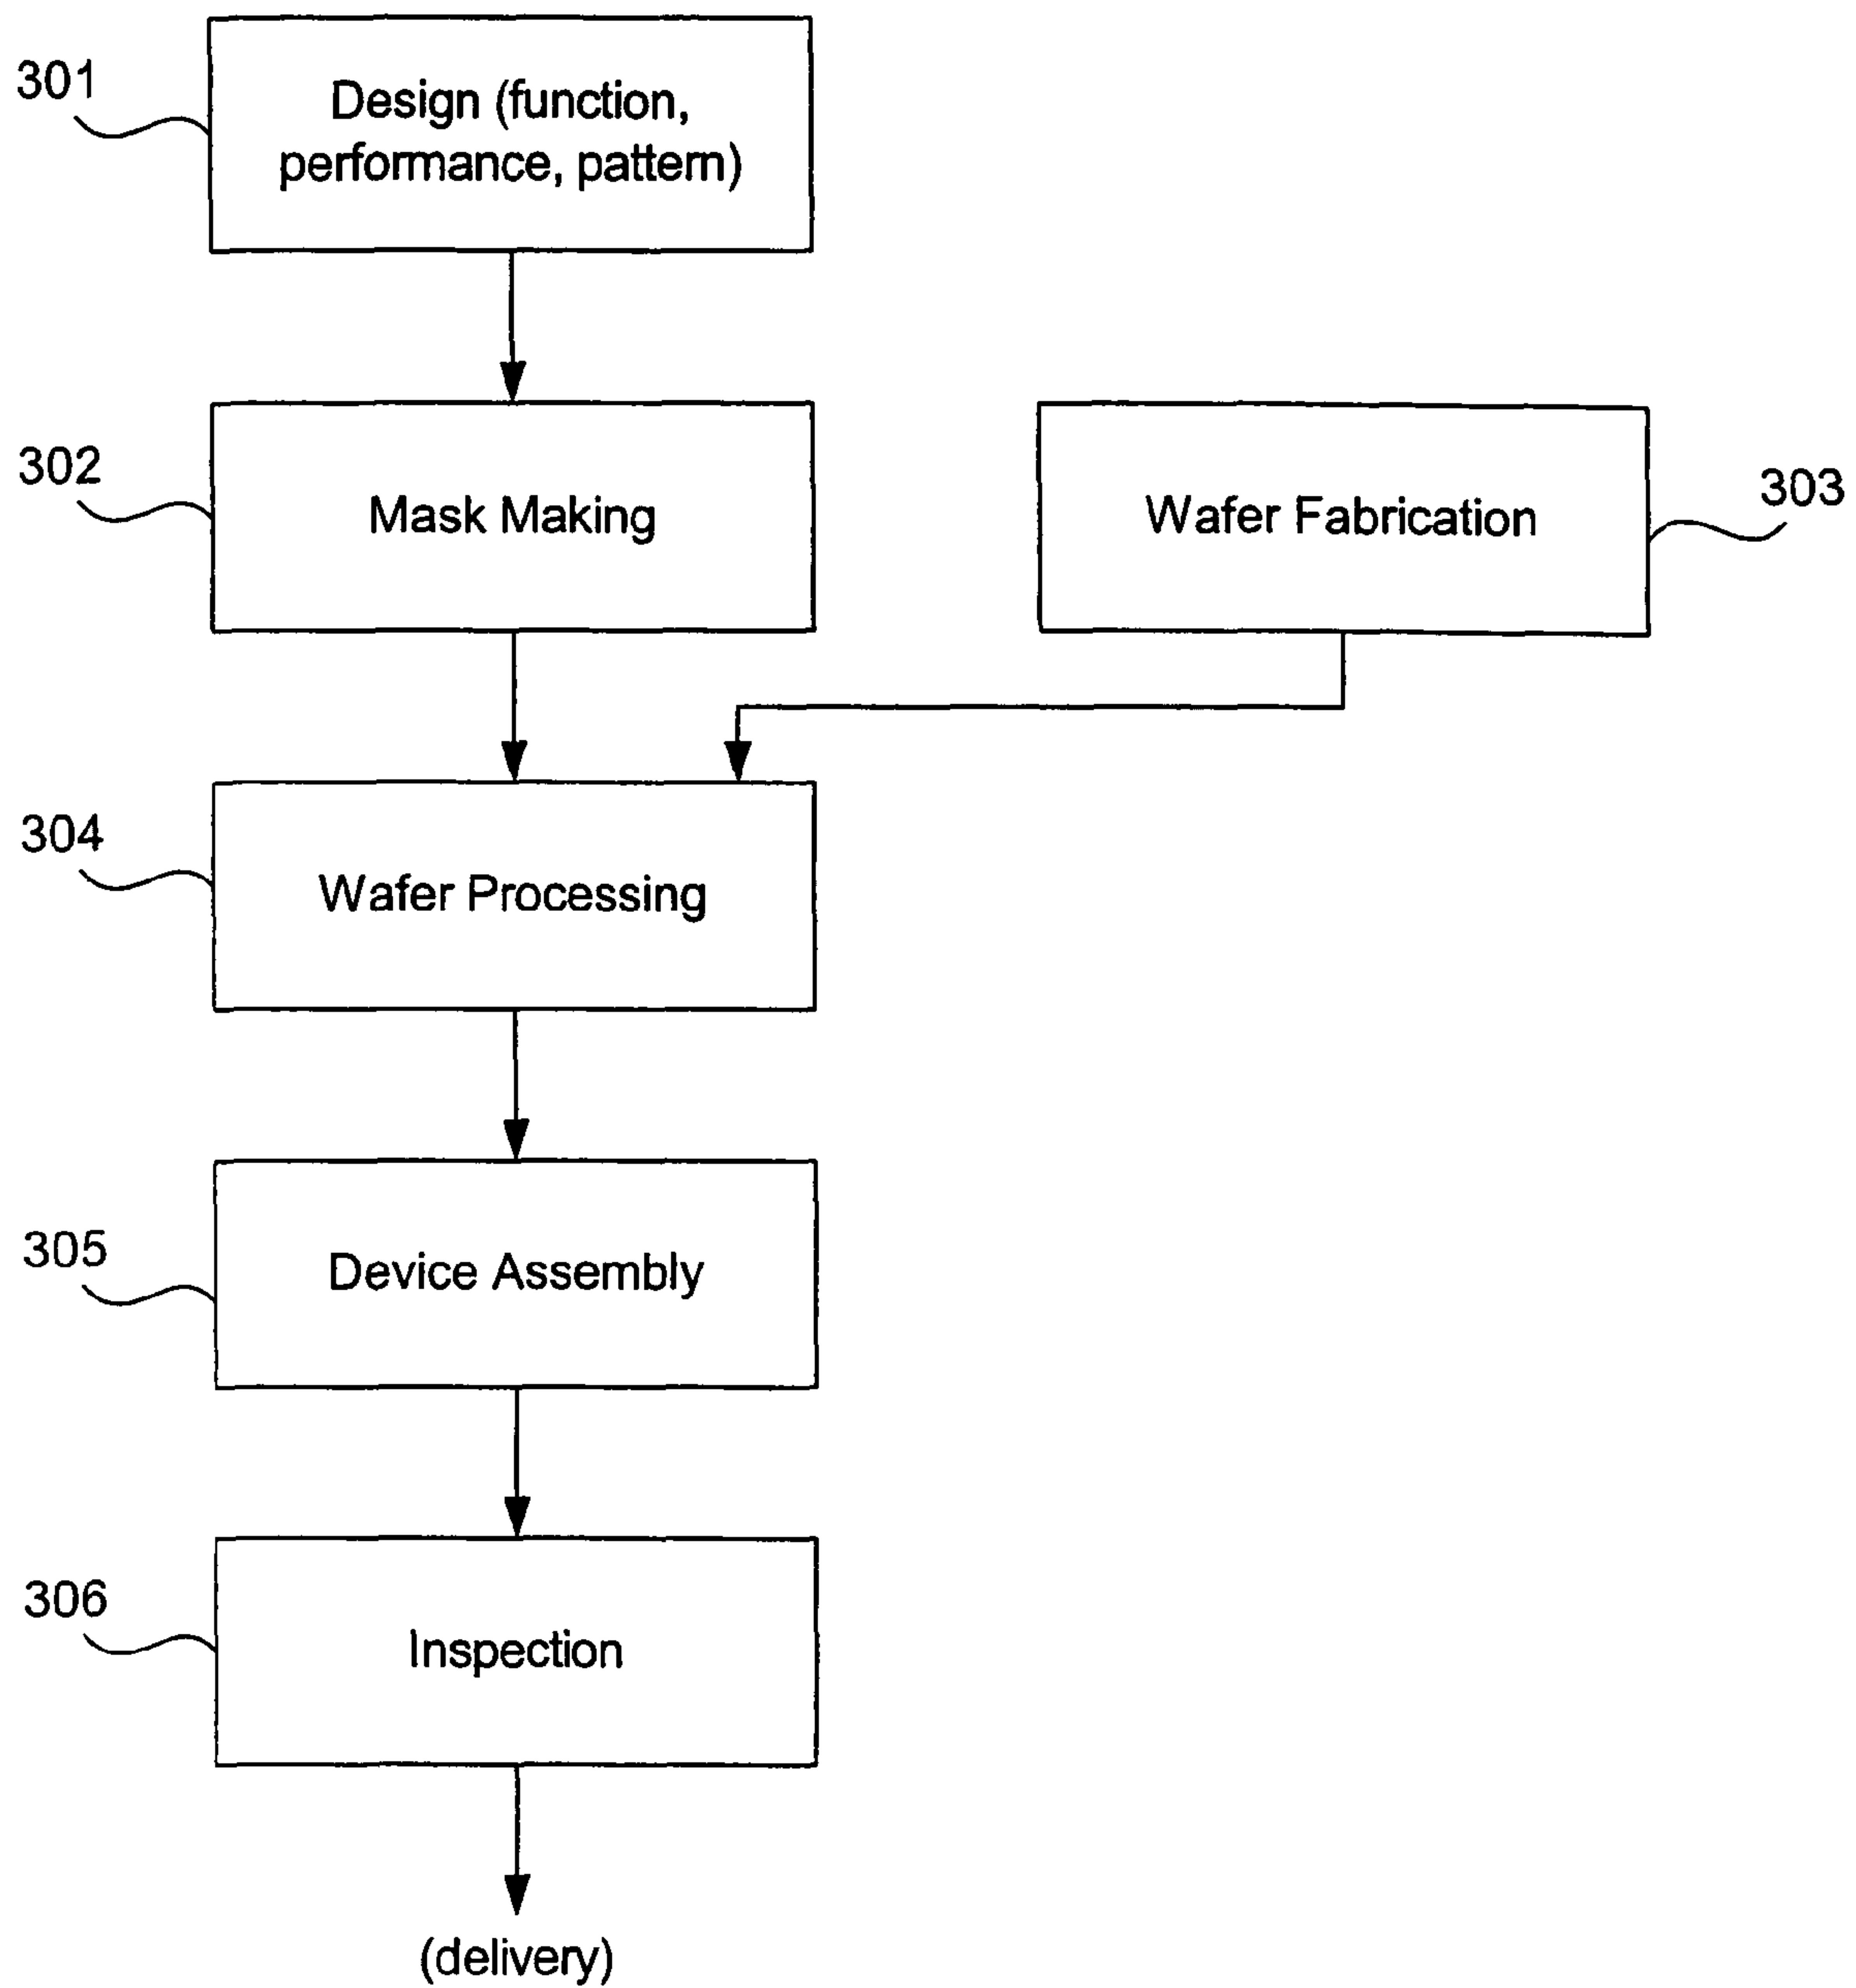 301
Design (function,
performance, pattern)
302
Mask Making
Wafer Fabrication
303
304
Wafer Processing
305
Device Assembly
306
Inspection
(delivery)